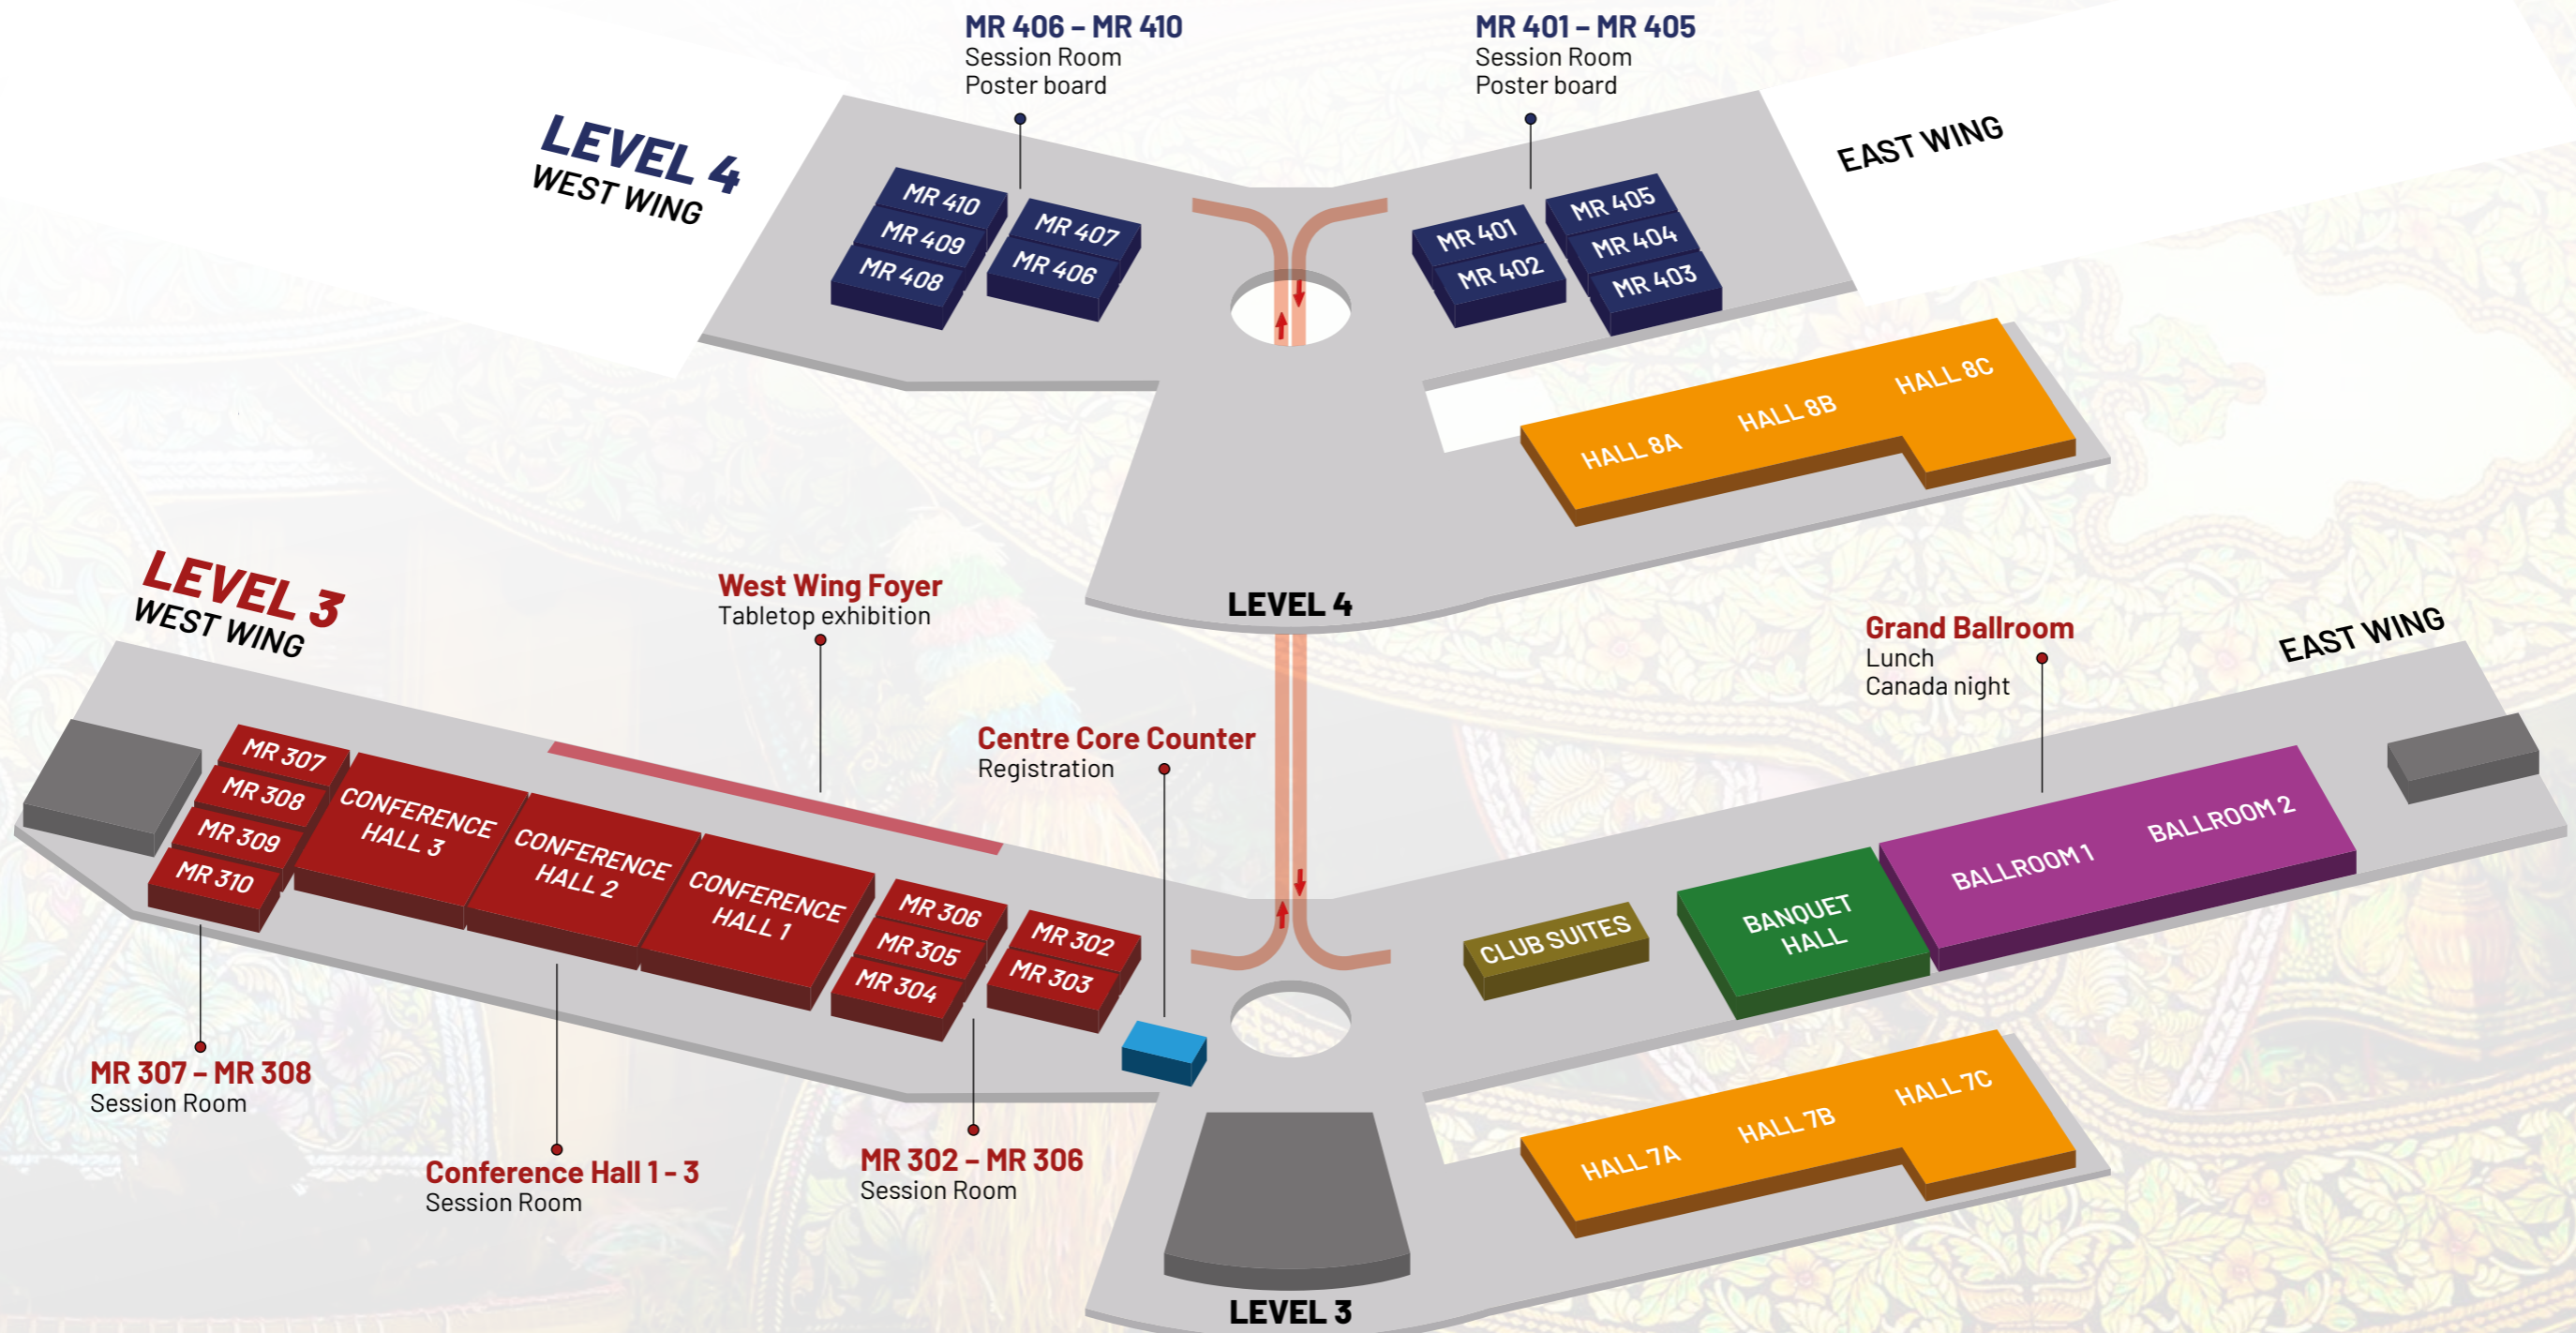 MR 406 – MR 410
Session Room
Poster board
MR 401 – MR 405
Session Room
Poster board
LEVEL 4
WEST WING
EAST WING
MR 410
MR 409
MR 408
MR 407
MR 406
MR 401
MR 402
MR 405
MR 404
MR 403
HALL 8A
HALL 8B
HALL 8C
LEVEL 4
LEVEL 3
WEST WING
West Wing Foyer
Tabletop exhibition
Centre Core Counter
Registration
Grand Ballroom
Lunch
Canada night
EAST WING
MR 307
MR 308
MR 309
MR 310
CONFERENCE
HALL 3
CONFERENCE
HALL 2
CONFERENCE
HALL 1
MR 306
MR 305
MR 304
MR 302
MR 303
CLUB SUITES
BANQUET
HALL
BALLROOM 1
BALLROOM 2
MR 307 – MR 308
Session Room
Conference Hall 1 - 3
Session Room
MR 302 – MR 306
Session Room
HALL 7A
HALL 7B
HALL 7C
LEVEL 3